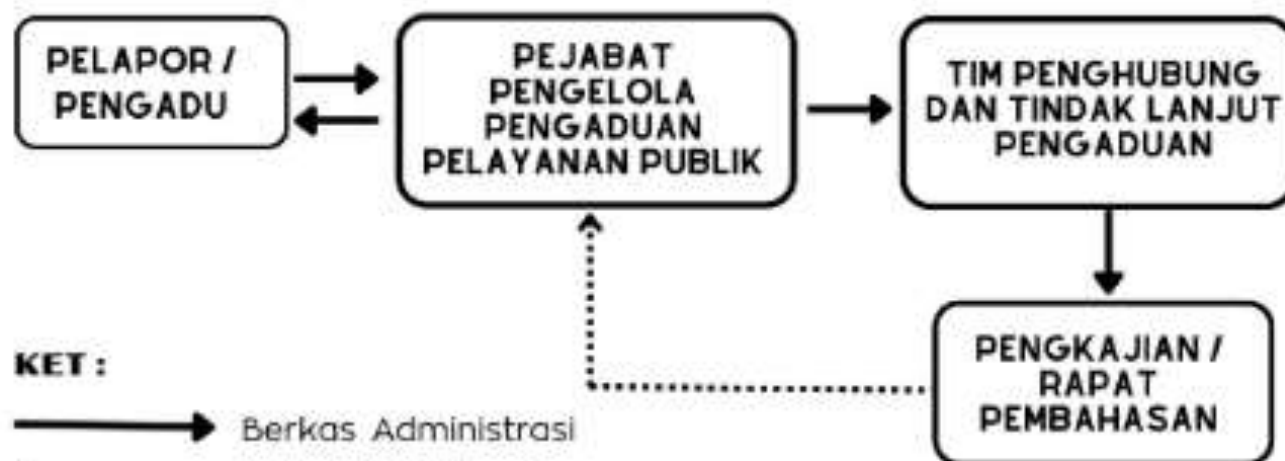 PELAPOR /
PENGADU
PEJABAT
PENGELOLA
PENGADUAN
PELAYANAN PUBLIK
TIM PENGHUBUNG
DAN TINDAK LANJUT
PENGADUAN
PENGKAJIAN /
RAPAT
PEMBAHASAN
KET :
Berkas Administrasi